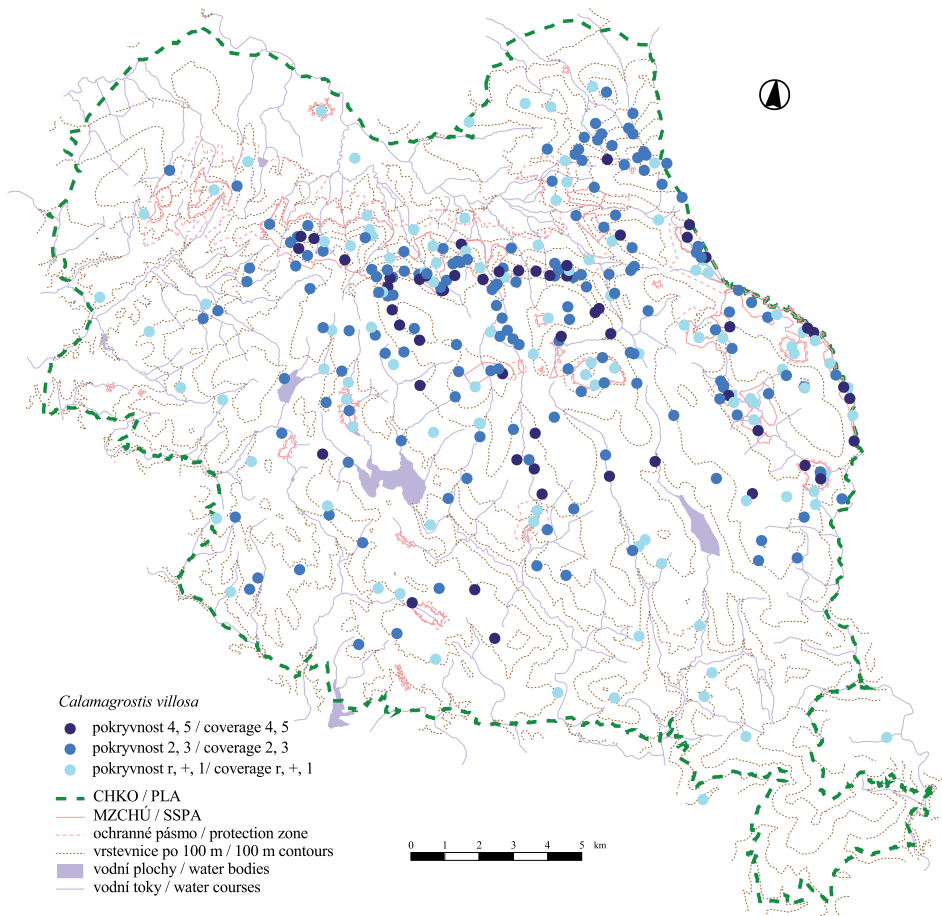 Calamagrostis villosa
pokryvnost 4, 5 / coverage 4, 5
pokryvnost 2, 3 / coverage 2, 3
pokryvnost r, +, 1/ coverage r, +, 1
CHKO / PLA
MZCHÚ / SSPA
ochranné pásmo / protection zone
vrstevnice po 100 m / 100 m contours
vodní plochy / water bodies
vodní toky / water courses
0 1 2 3 4 5 km